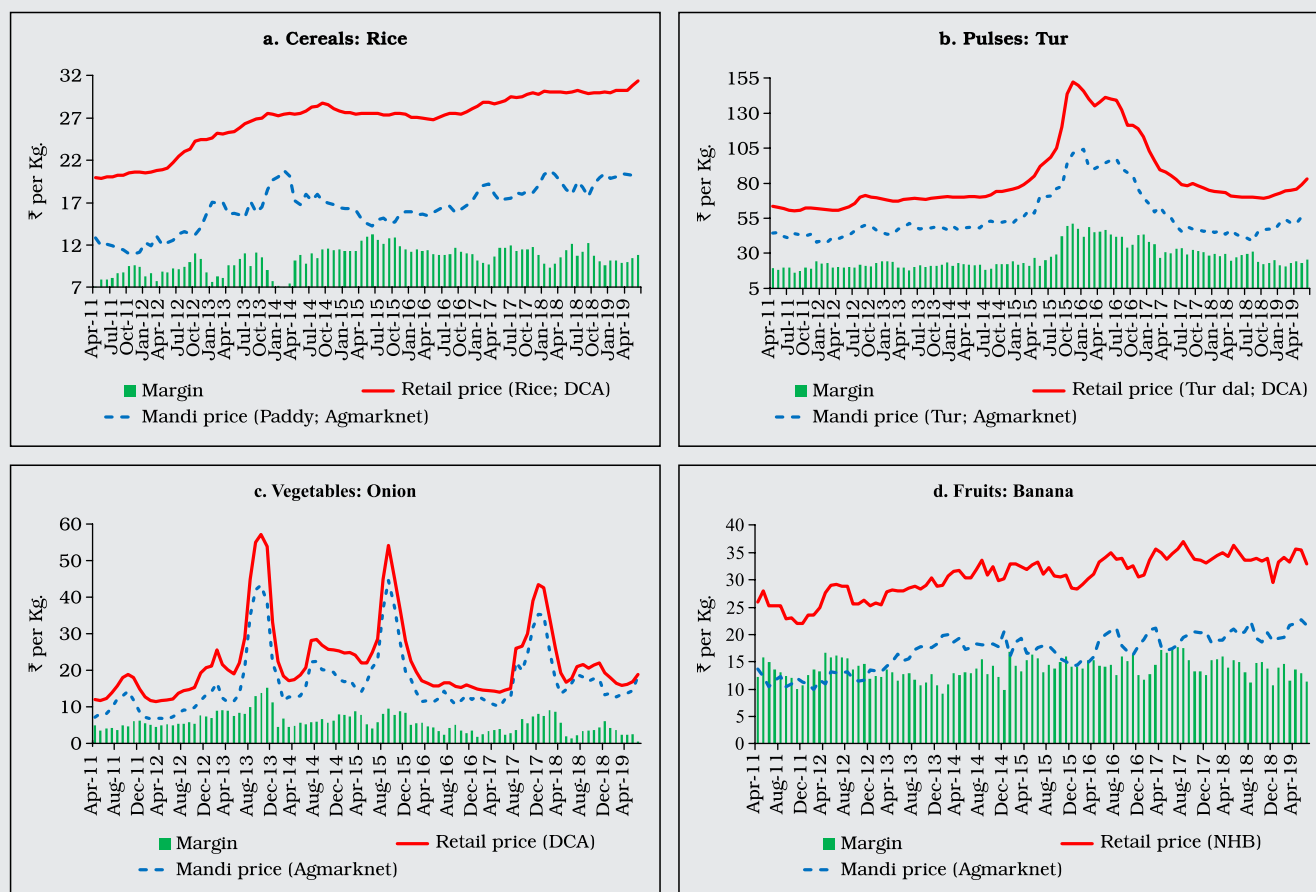 a. Cereals: Rice
₹ per Kg.
32
27
22
17
12
7
Apr-11
Jul-11
Oct-11
Jan-12
Apr-12
Jul-12
Oct-12
Jan-13
Apr-13
Jul-13
Oct-13
Jan-14
Apr-14
Jul-14
Oct-14
Jan-15
Apr-15
Jul-15
Oct-15
Jan-16
Apr-16
Jul-16
Oct-16
Jan-17
Apr-17
Jul-17
Oct-17
Jan-18
Apr-18
Jul-18
Oct-18
Jan-19
Apr-19
Margin
Retail price (Rice; DCA)
Mandi price (Paddy; Agmarknet)
b. Pulses: Tur
₹ per Kg.
155
130
105
80
55
30
5
Apr-11
Jul-11
Oct-11
Jan-12
Apr-12
Jul-12
Oct-12
Jan-13
Apr-13
Jul-13
Oct-13
Jan-14
Apr-14
Jul-14
Oct-14
Jan-15
Apr-15
Jul-15
Oct-15
Jan-16
Apr-16
Jul-16
Oct-16
Jan-17
Apr-17
Jul-17
Oct-17
Jan-18
Apr-18
Jul-18
Oct-18
Jan-19
Apr-19
Margin
Retail price (Tur dal; DCA)
Mandi price (Tur; Agmarknet)
c. Vegetables: Onion
₹ per Kg.
60
50
40
30
20
10
0
Apr-11
Aug-11
Dec-11
Apr-12
Aug-12
Dec-12
Apr-13
Aug-13
Dec-13
Apr-14
Aug-14
Dec-14
Apr-15
Aug-15
Dec-15
Apr-16
Aug-16
Dec-16
Apr-17
Aug-17
Dec-17
Apr-18
Aug-18
Dec-18
Apr-19
Margin
Retail price (DCA)
Mandi price (Agmarknet)
d. Fruits: Banana
₹ per Kg.
40
35
30
25
20
15
10
5
0
Apr-11
Aug-11
Dec-11
Apr-12
Aug-12
Dec-12
Apr-13
Aug-13
Dec-13
Apr-14
Aug-14
Dec-14
Apr-15
Aug-15
Dec-15
Apr-16
Aug-16
Dec-16
Apr-17
Aug-17
Dec-17
Apr-18
Aug-18
Dec-18
Apr-19
Margin
Retail price (NHB)
Mandi price (Agmarknet)